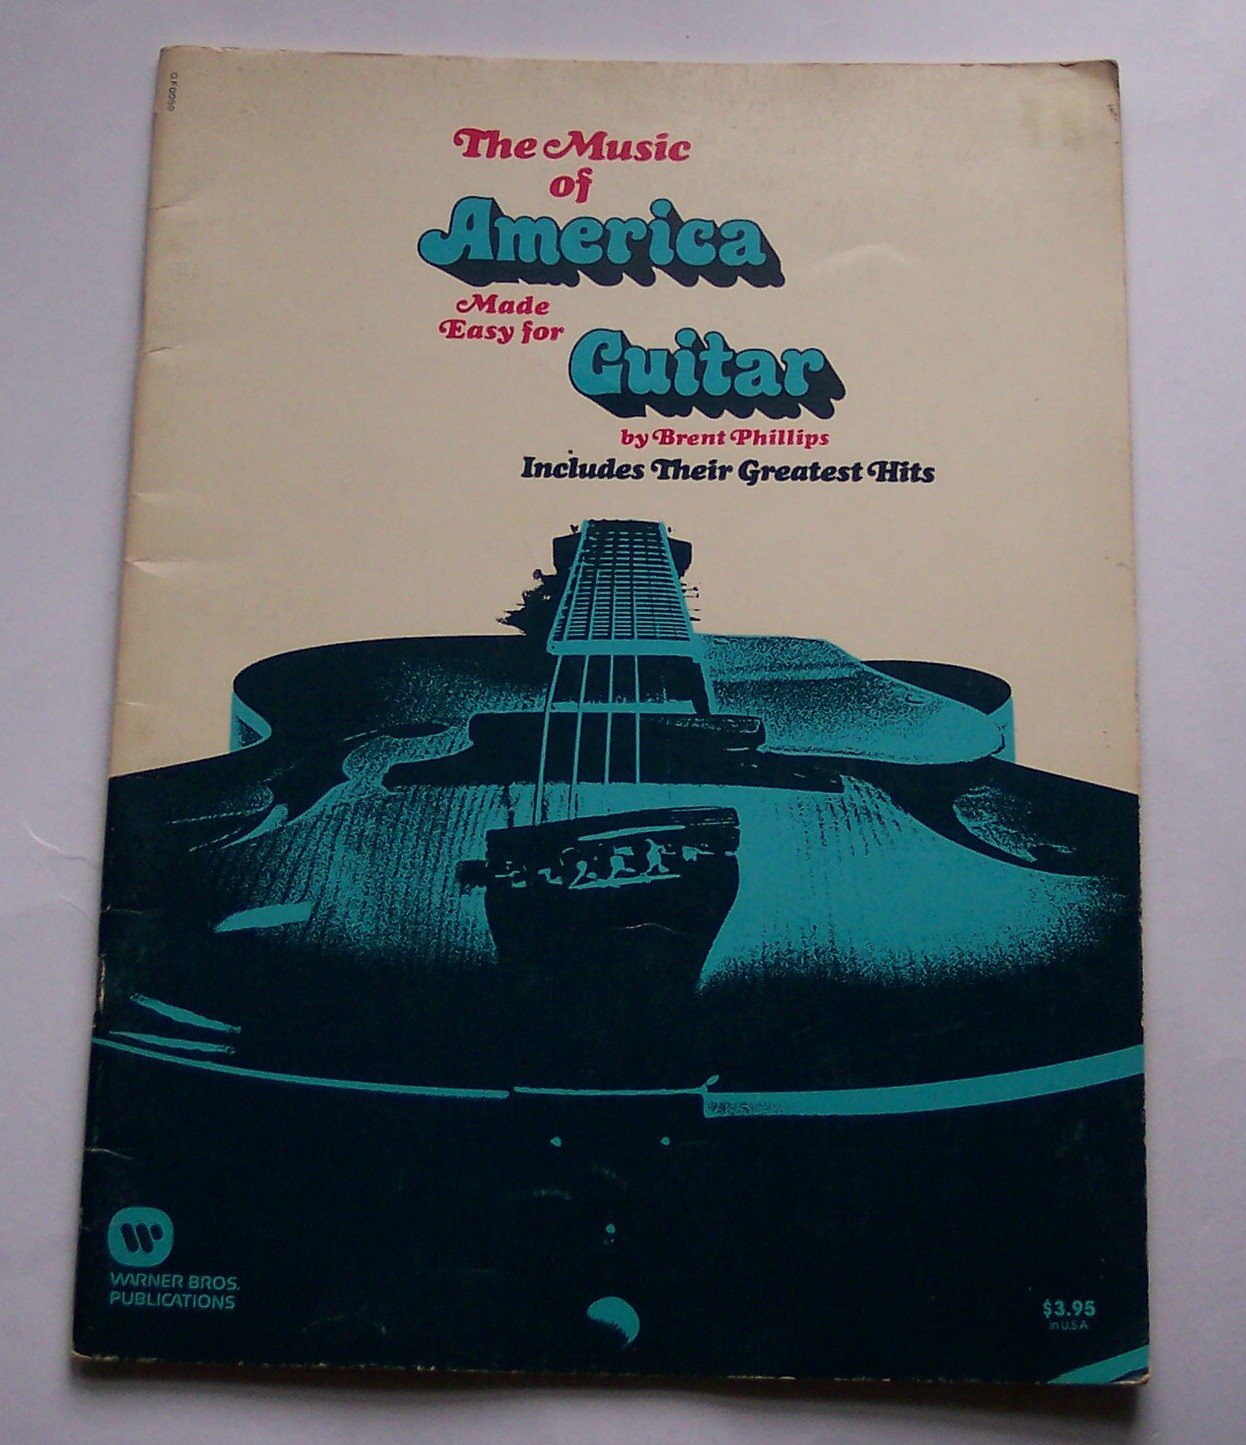 GF0059
The Music
of
America
Made
Easy for
Guitar
by Brent Phillips
Includes Their Greatest Hits
WARNER BROS.
PUBLICATIONS
$3.95
in U.S.A.